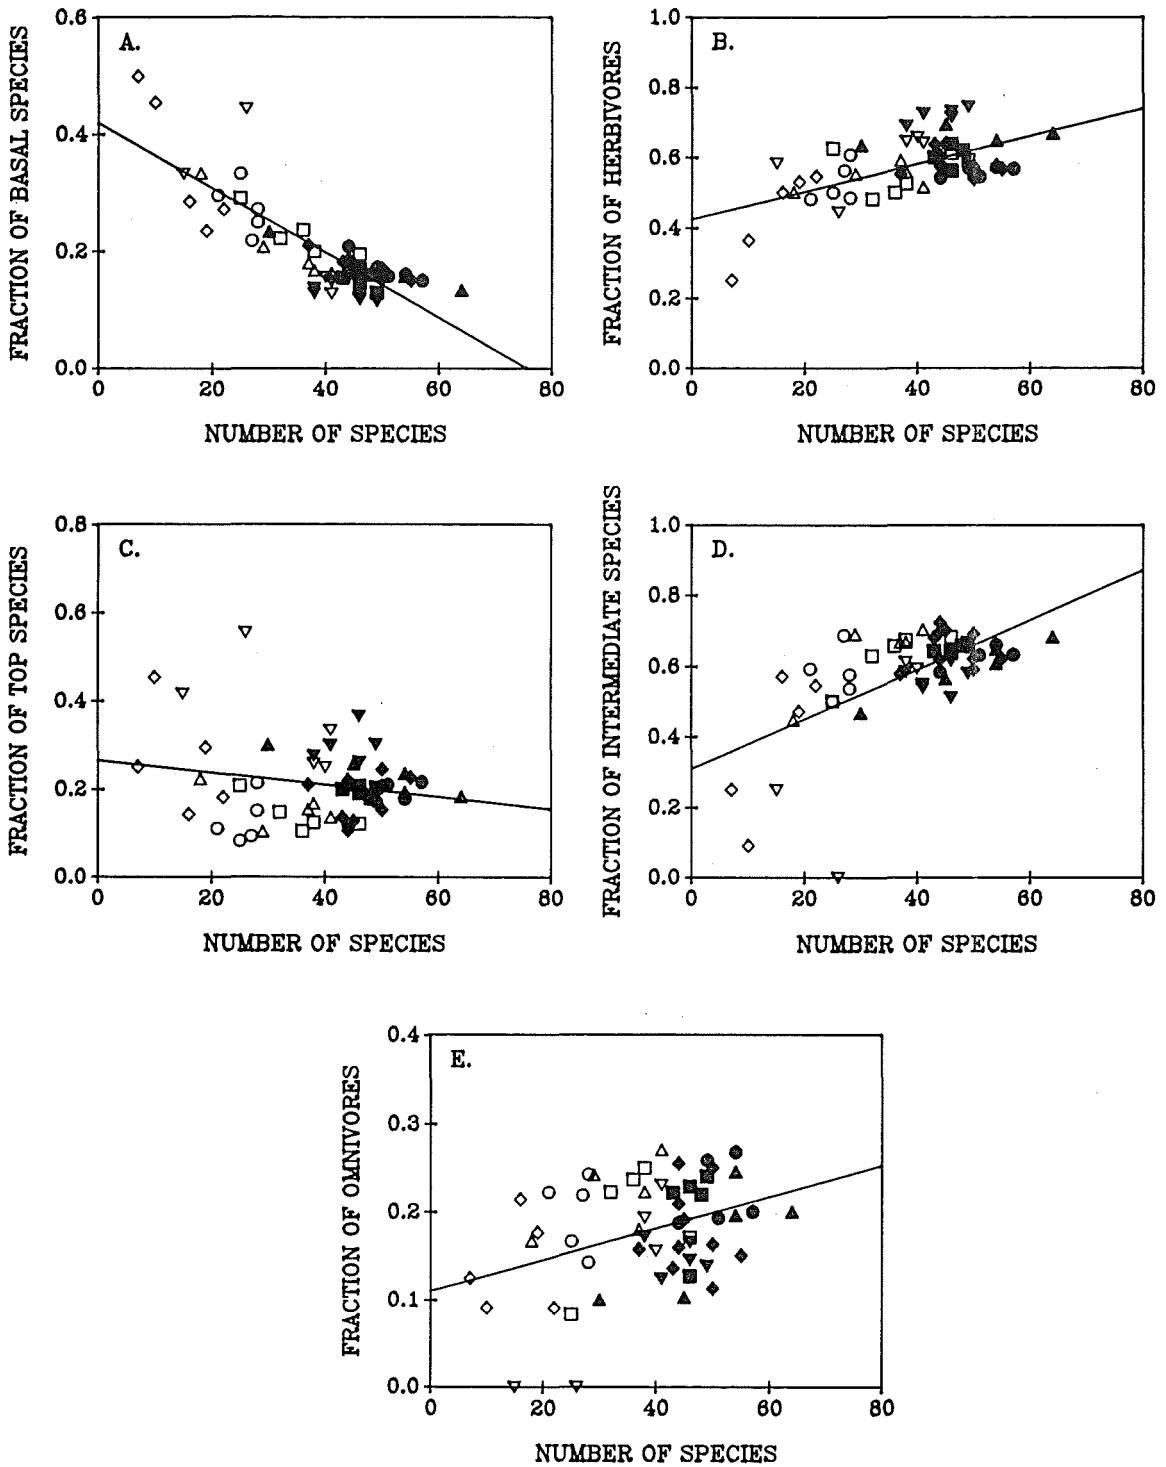 FRACTION OF BASAL SPECIES
A.
0.6
0.4
0.2
0.0
0 20 40 60 80
NUMBER OF SPECIES
FRACTION OF HERBIVORES
B.
1.0
0.8
0.6
0.4
0.2
0.0
0 20 40 60 80
NUMBER OF SPECIES
FRACTION OF TOP SPECIES
C.
0.8
0.6
0.4
0.2
0.0
0 20 40 60 80
NUMBER OF SPECIES
FRACTION OF INTERMEDIATE SPECIES
D.
1.0
0.8
0.6
0.4
0.2
0.0
0 20 40 60 80
NUMBER OF SPECIES
FRACTION OF OMNIVORES
E.
0.4
0.3
0.2
0.1
0.0
0 20 40 60 80
NUMBER OF SPECIES